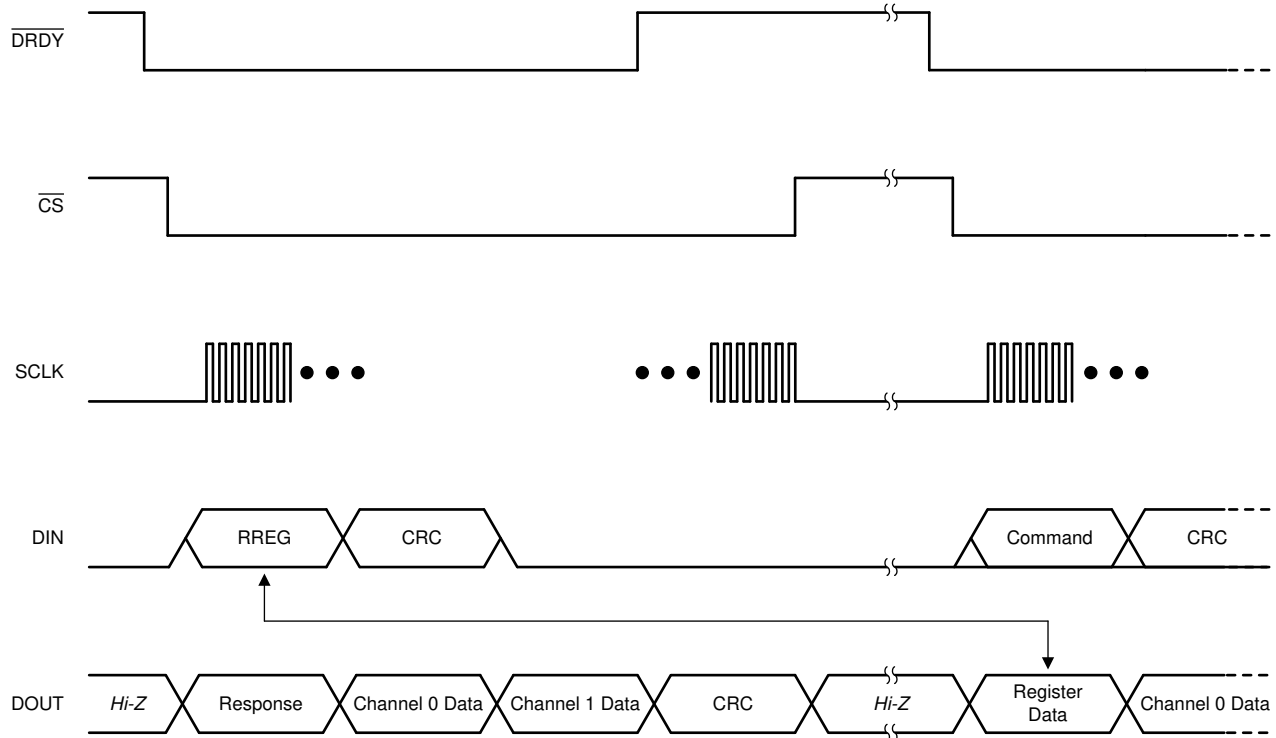 DRDY
CS
SCLK
DIN
RREG
CRC
Command
CRC
DOUT
Hi-Z
Response
Channel 0 Data
Channel 1 Data
CRC
Hi-Z
Register
Data
Channel 0 Data